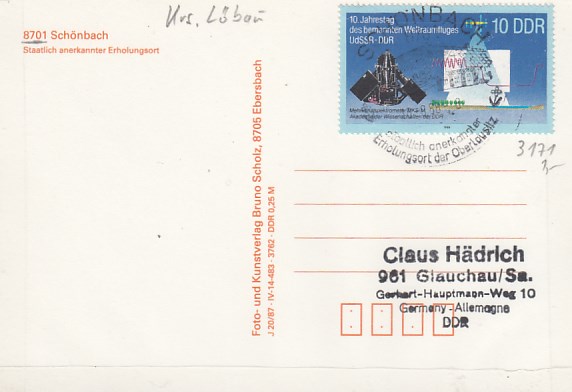 Krs. Löbau
8701 Schönbach
Staatlich anerkannter Erholungsort
10 Jahrestag
des bemannten Weltraumfluges
UdSSR-DDR
10 DDR
SCHÖNBACH
Staatlich anerkannter
Erholungsort der Oberlausitz
3171
Foto- und Kunstverlag Bruno Scholz, 8705 Ebersbach
J 20/87 · IV-14-483 · 3762 · DDR 0,25 M
Claus Hädrich
961 Glauchau/Sa.
Gerhart-Hauptmann-Weg 10
Germany-Allemagne
DDR